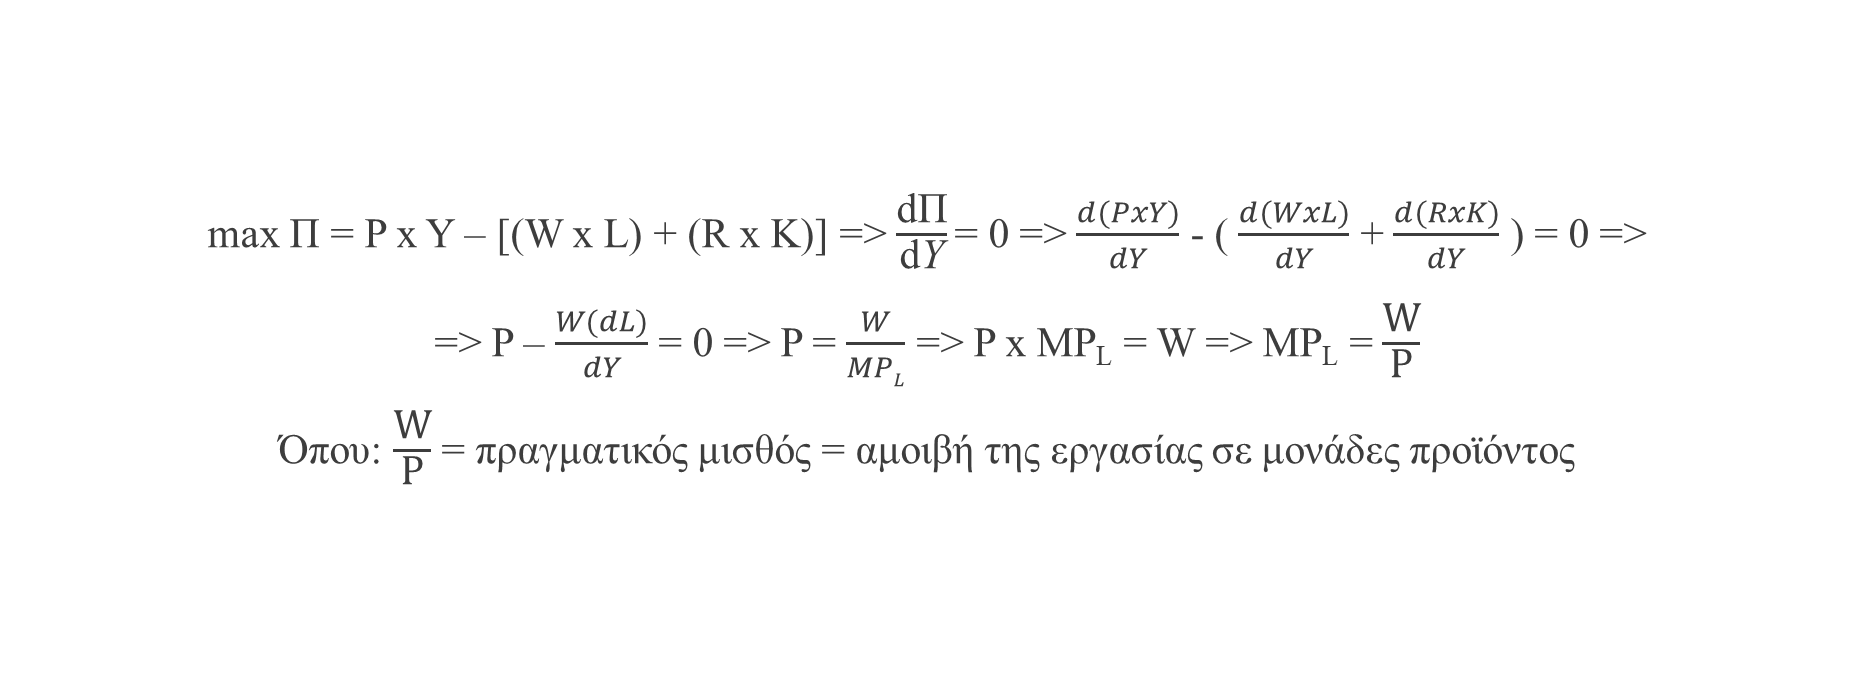 max Π = P x Y – [(W x L) + (R x K)] => dΠ/dY = 0 => d(PxY)/dY - ( d(WxL)/dY + d(RxK)/dY ) = 0 =>
=> P – W(dL)/dY = 0 => P = W/MP_L => P x MP_L = W => MP_L = W/P
Όπου: W/P = πραγματικός μισθός = αμοιβή της εργασίας σε μονάδες προϊόντος